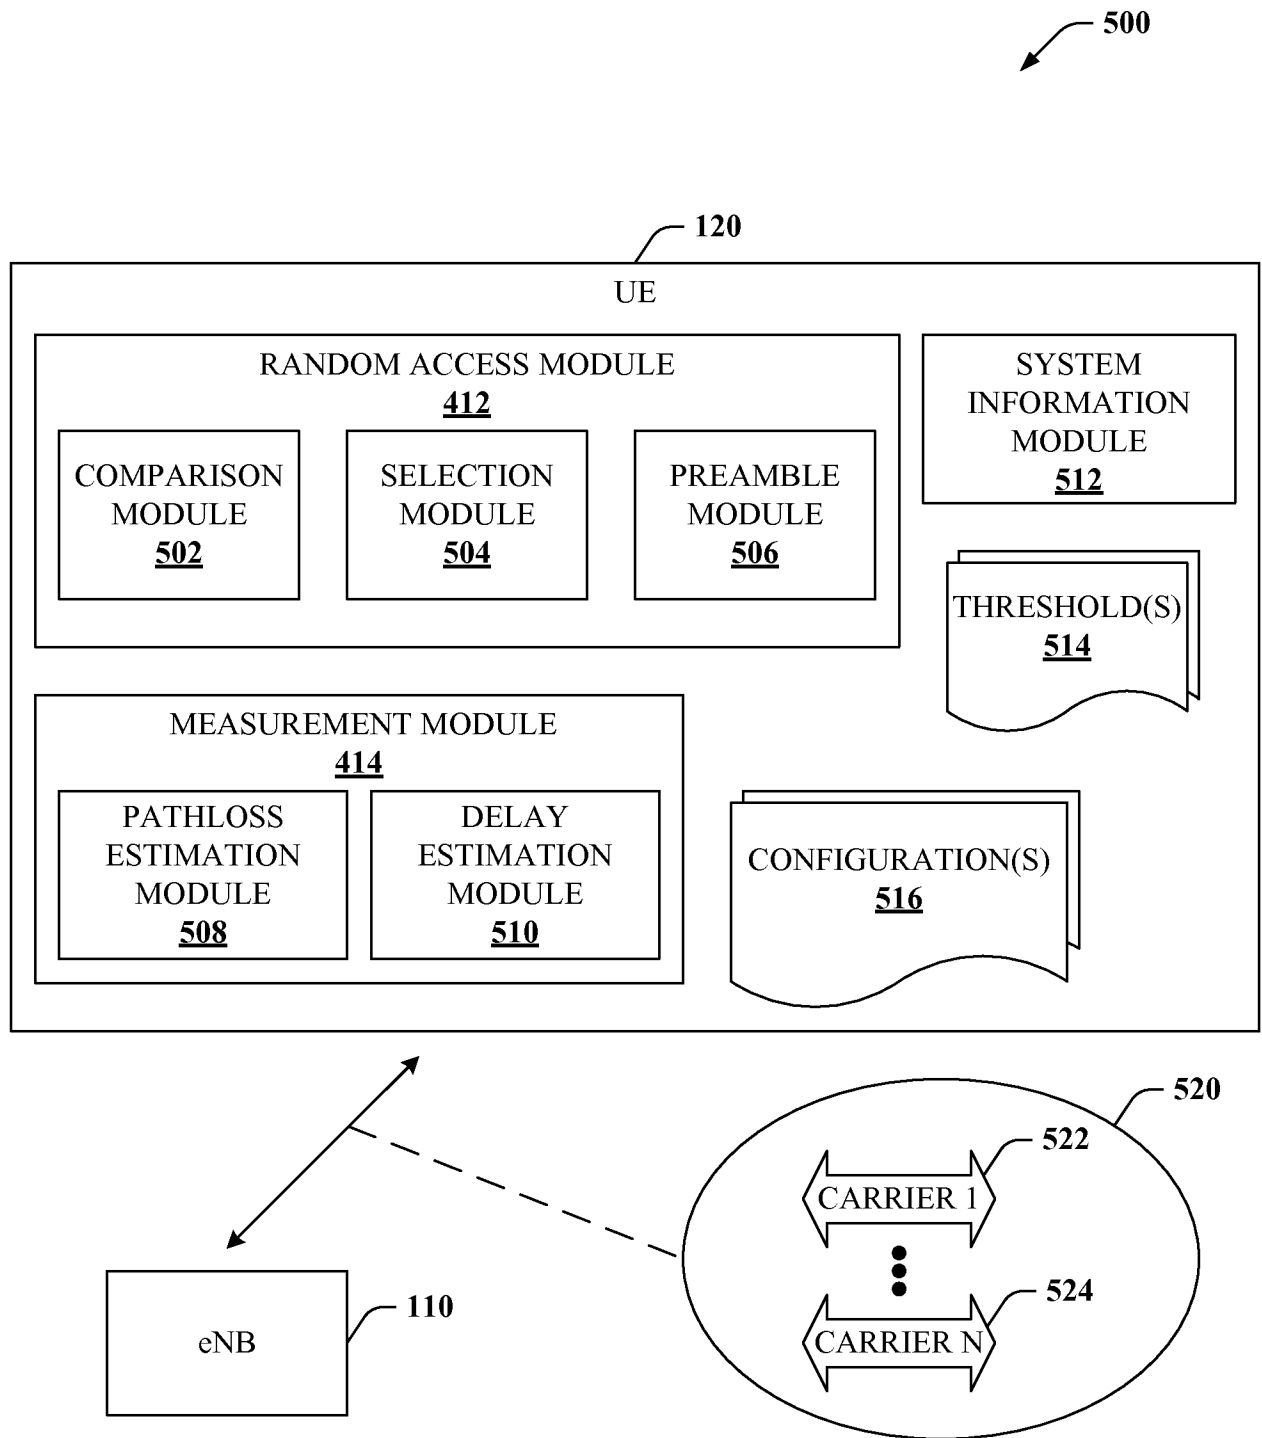 500
120
UE
RANDOM ACCESS MODULE
412
COMPARISON
MODULE
502
SELECTION
MODULE
504
PREAMBLE
MODULE
506
SYSTEM
INFORMATION
MODULE
512
THRESHOLD(S)
514
MEASUREMENT MODULE
414
PATHLOSS
ESTIMATION
MODULE
508
DELAY
ESTIMATION
MODULE
510
CONFIGURATION(S)
516
520
522
CARRIER 1
524
CARRIER N
110
eNB